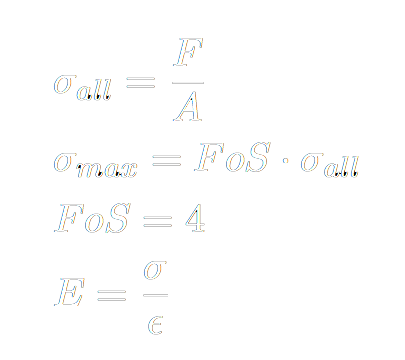 σ_all = F/A
σ_max = FoS · σ_all
FoS = 4
E = σ/ϵ